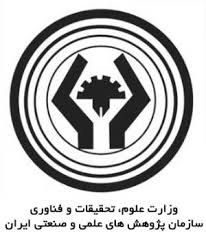 وزارت علوم، تحقیقات و فناوری
سازمان پژوهش های علمی و صنعتی ایران